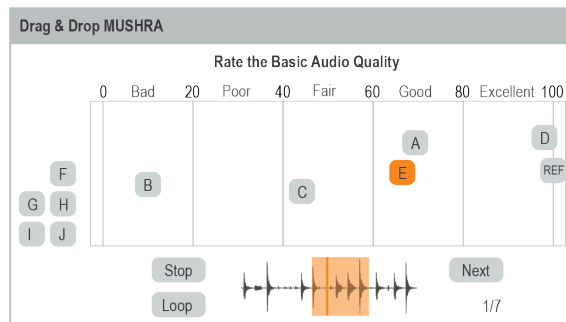 Drag & Drop MUSHRA
Rate the Basic Audio Quality
0 Bad 20 Poor 40 Fair 60 Good 80 Excellent 100
A
D
F
B
C
E
REF
G H
I J
Stop
Next
Loop
1/7